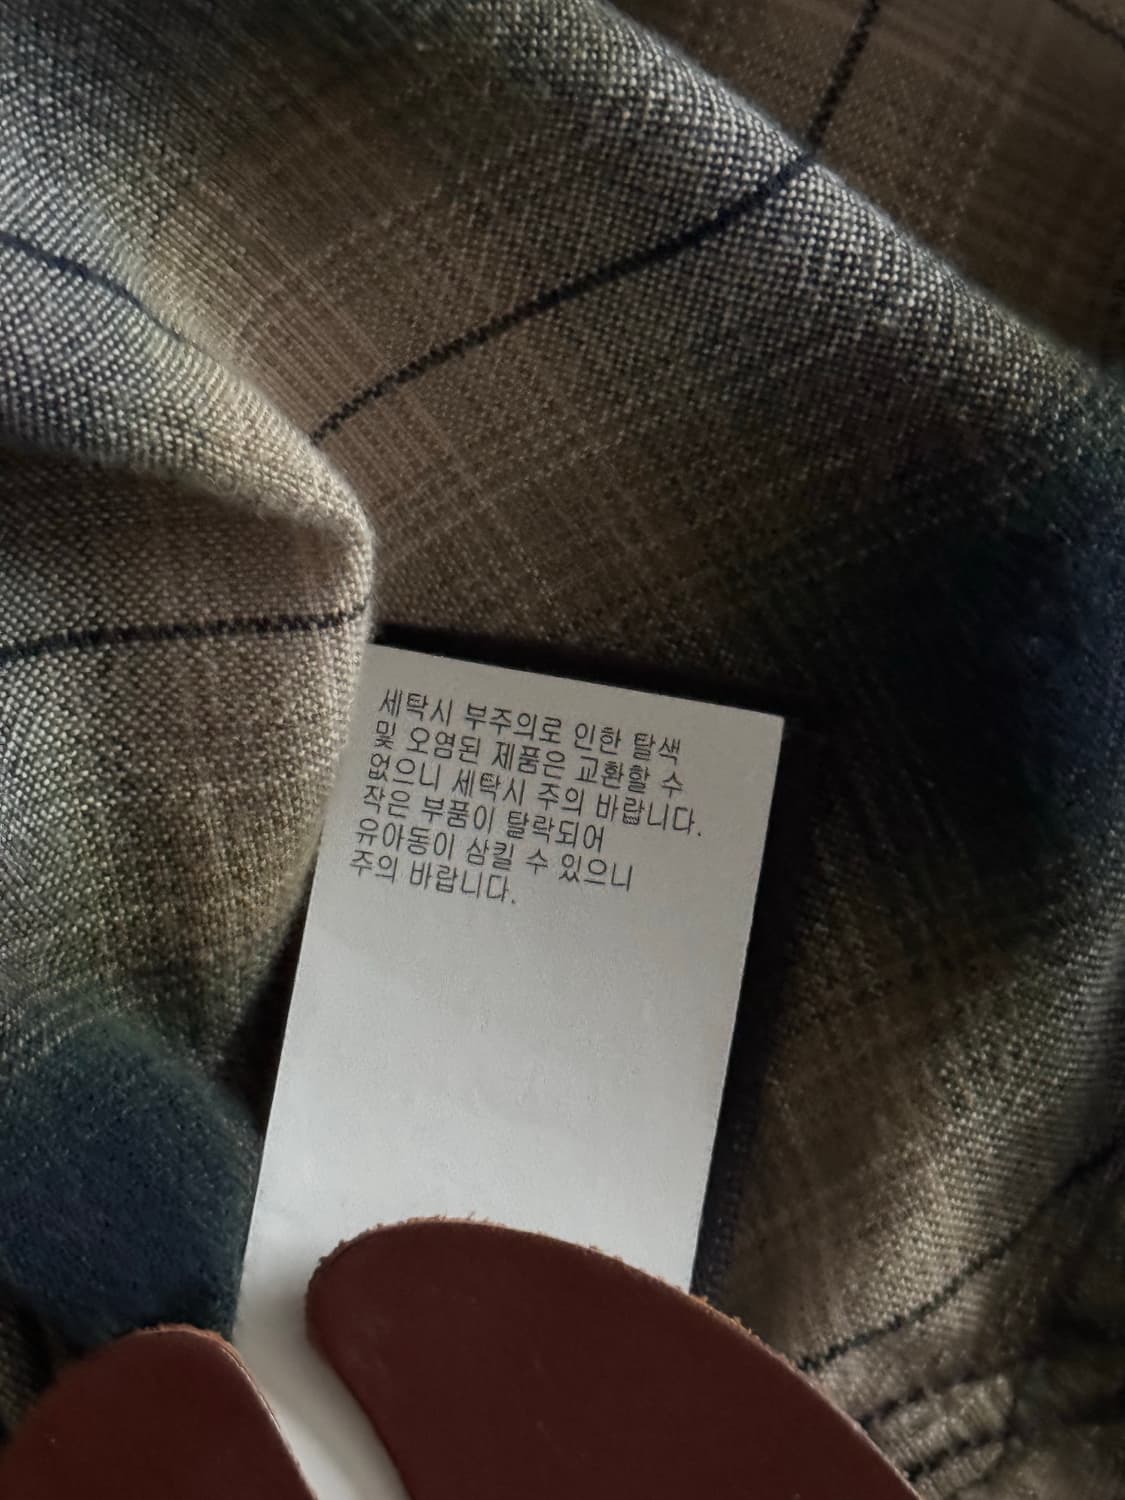 세탁시 부주의로 인한 탈색
및 오염된 제품은 교환할 수
없으니 세탁시 주의 바랍니다.
작은 부품이 탈락되어
유아동이 삼킬 수 있으니
주의 바랍니다.